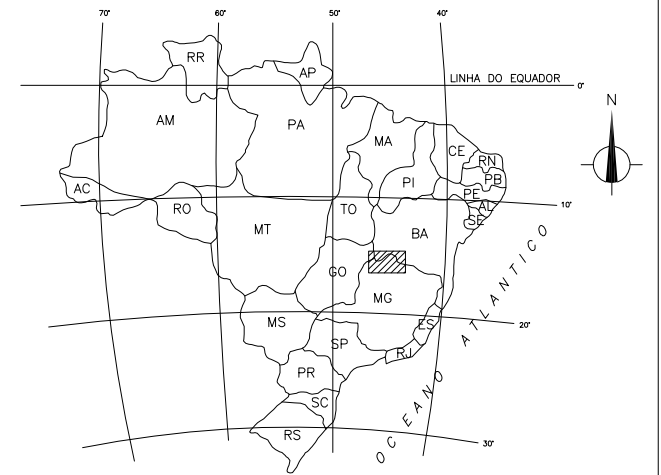 70°
60°
50°
40°
RR
AP
LINHA DO EQUADOR
0°
N
AM
PA
MA
CE
RN
PB
PI
PE
AC
AL
10°
RO
TO
SE
MT
BA
GO
MG
MS
ES
20°
SP
RJ
PR
SC
RS
30°
OCEANO ATLANTICO